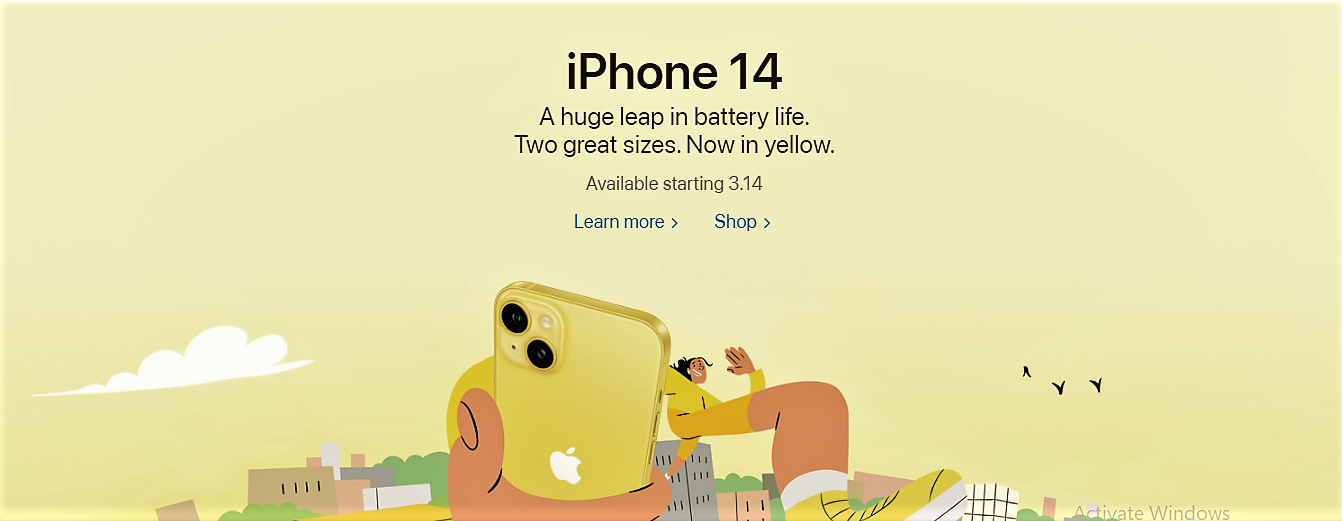 iPhone 14
A huge leap in battery life.
Two great sizes. Now in yellow.
Available starting 3.14
Learn more > Shop >
Activate Windows